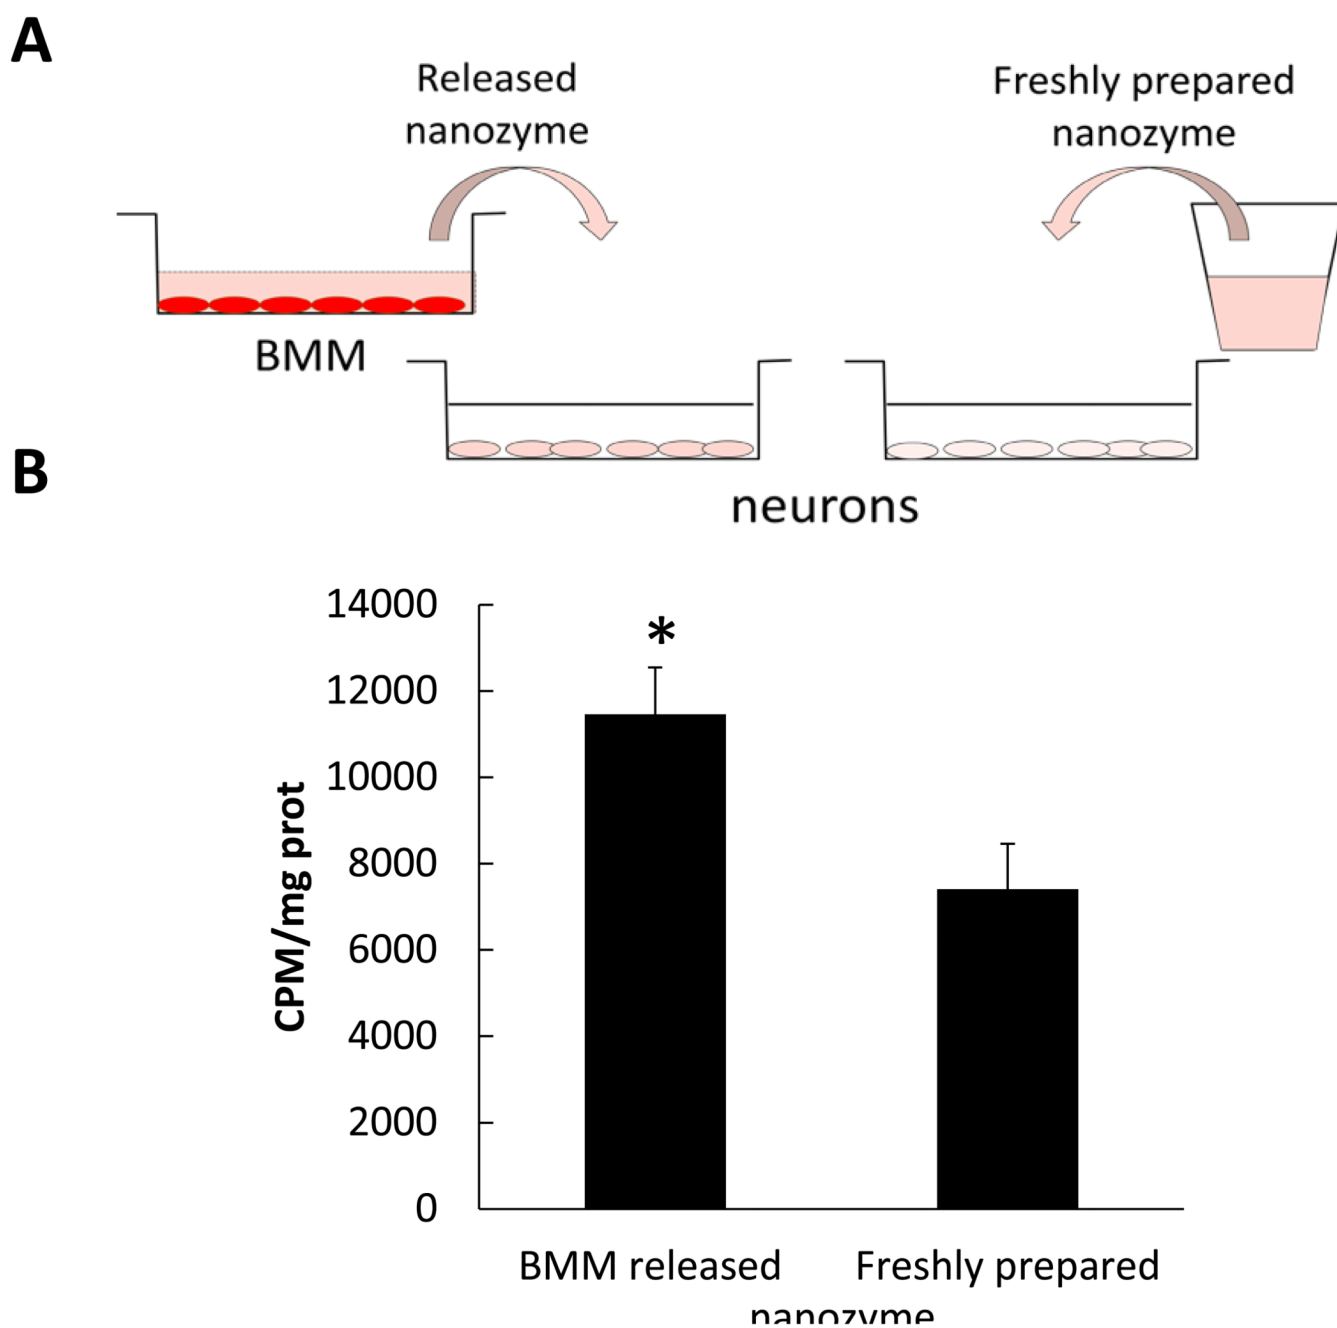 A
Released
nanozyme
Freshly prepared
nanozyme
BMM
neurons
B
14000
12000
10000
8000
6000
4000
2000
0
CPM/mg prot
*
BMM released
Freshly prepared
nanozyme